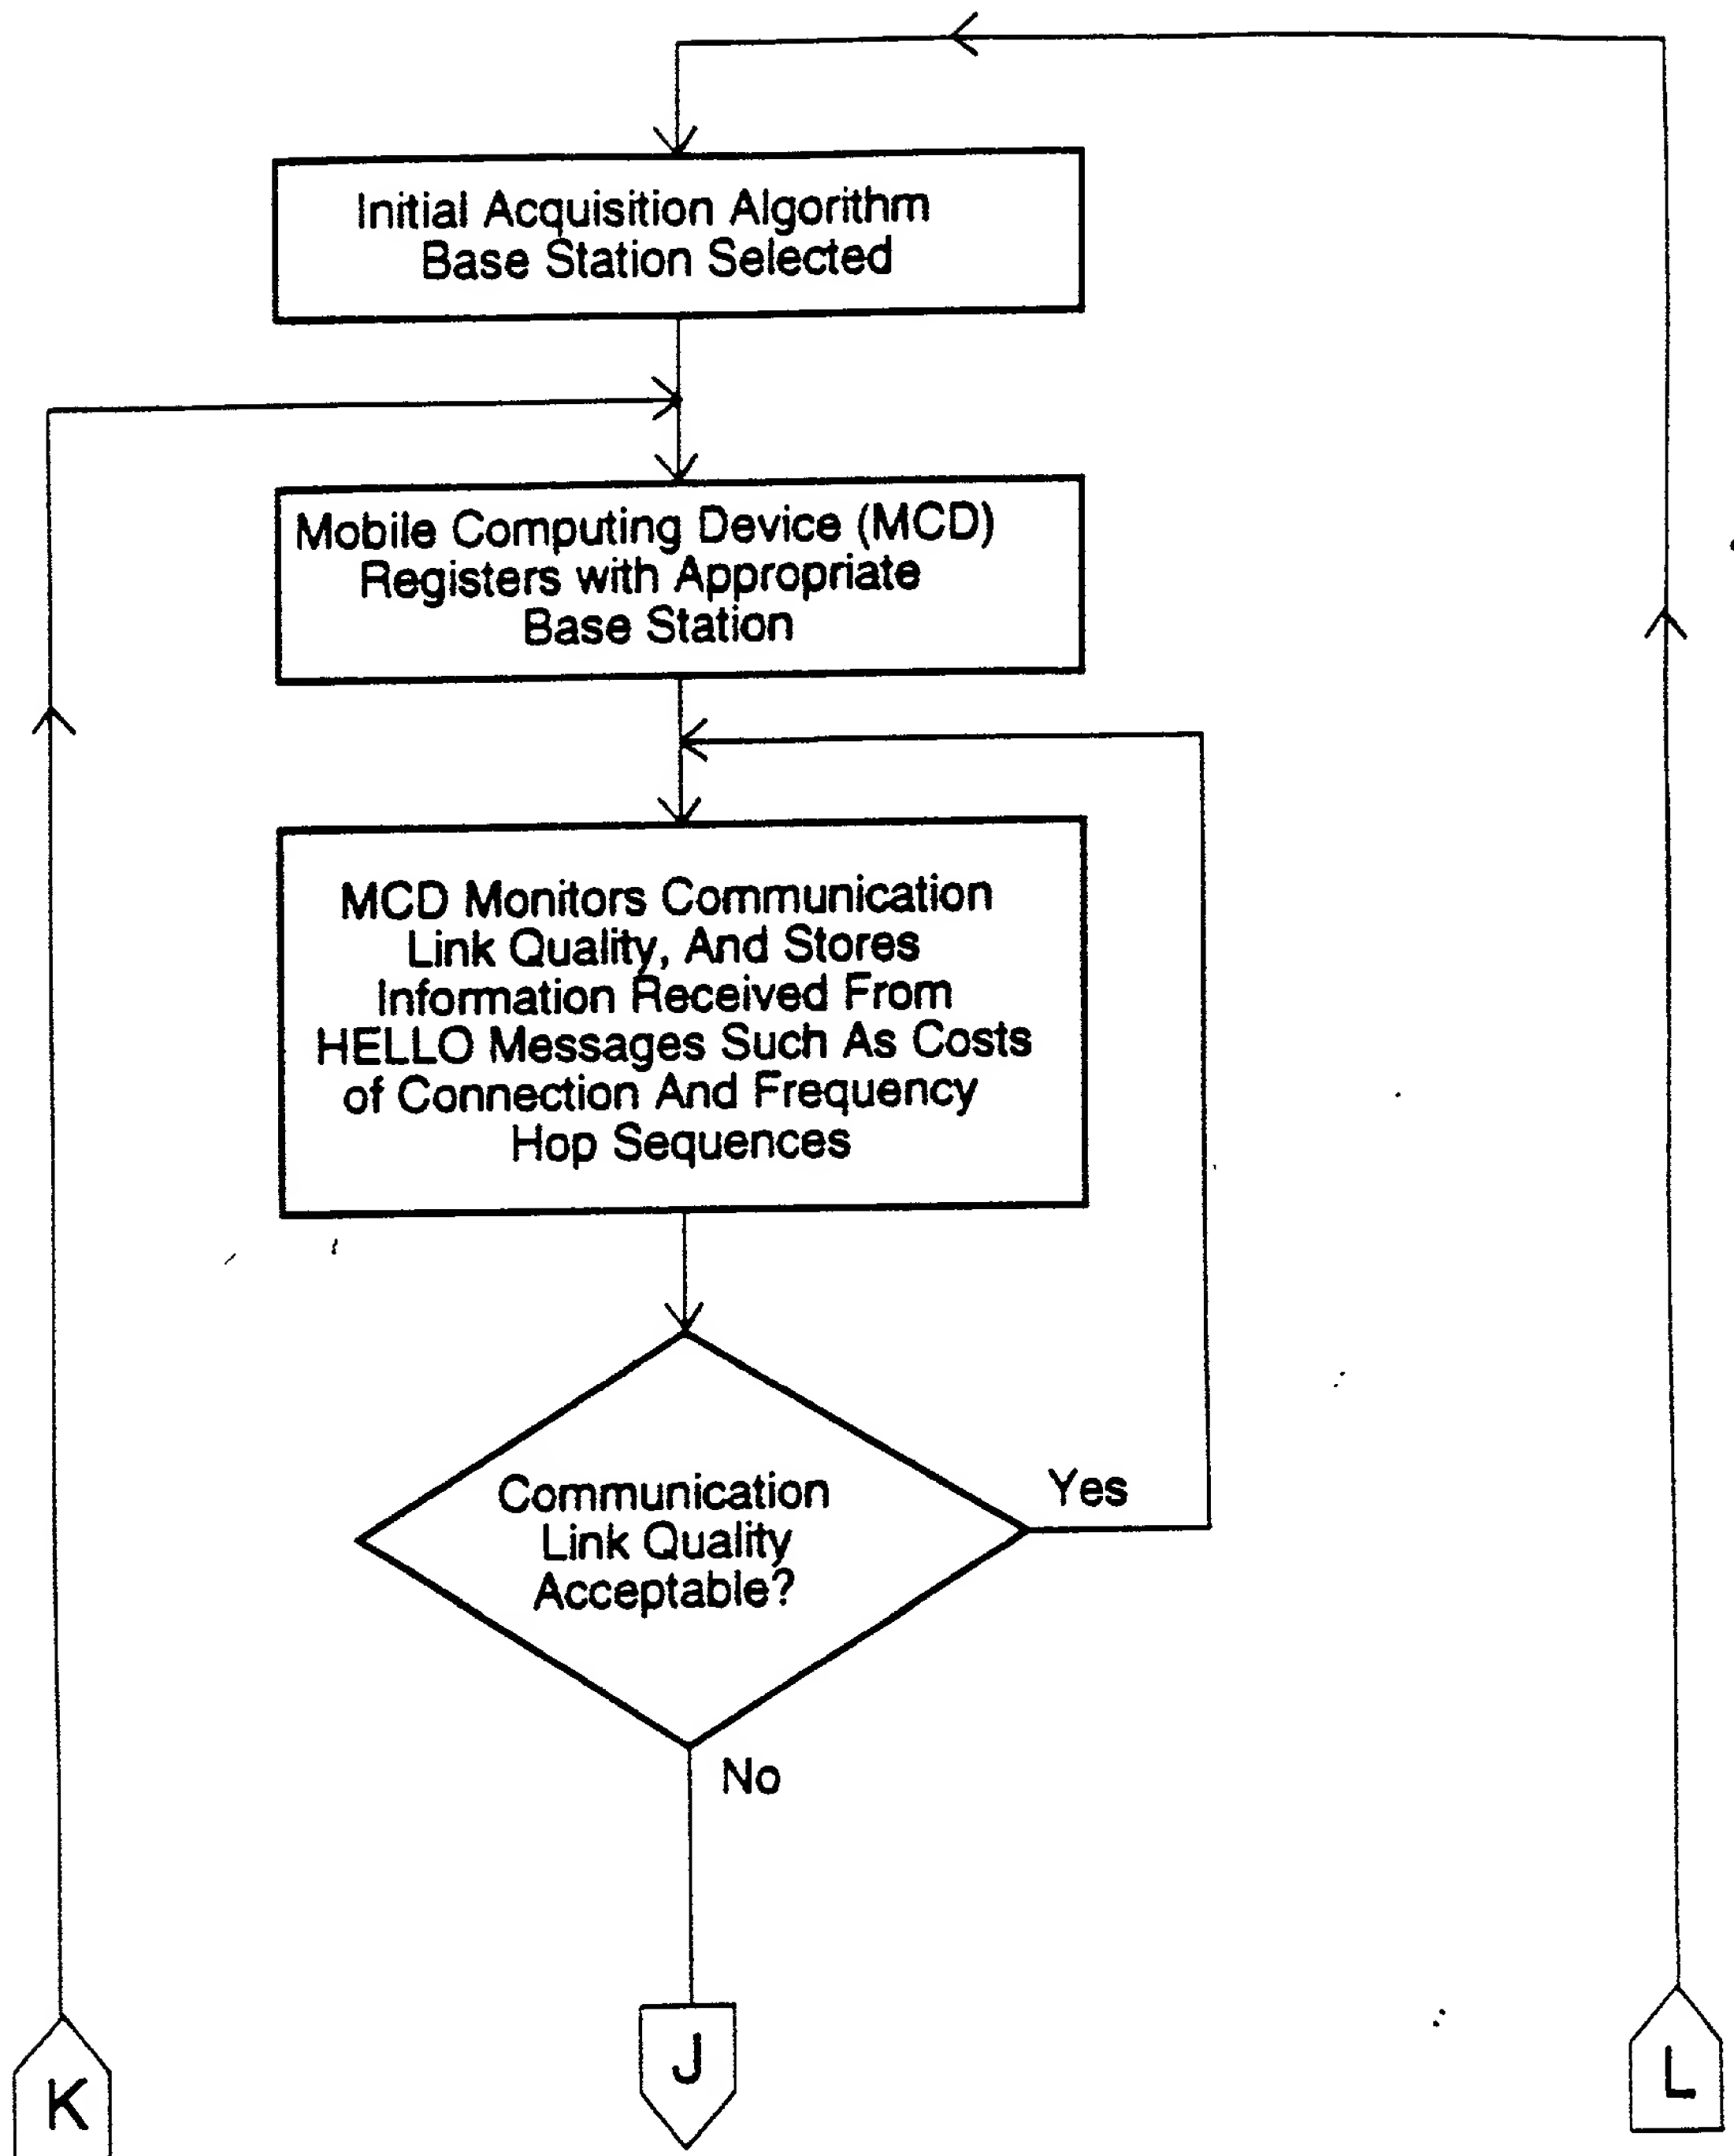 Initial Acquisition Algorithm
Base Station Selected
Mobile Computing Device (MCD)
Registers with Appropriate
Base Station
MCD Monitors Communication
Link Quality, And Stores
Information Received From
HELLO Messages Such As Costs
of Connection And Frequency
Hop Sequences
Communication
Link Quality
Acceptable?
Yes
No
K
J
L